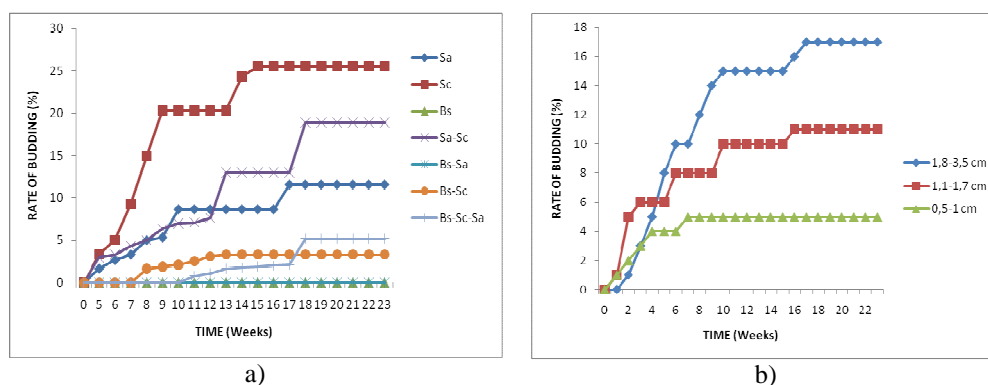 30
25
20
15
10
5
0
RATE OF BUDDING (%)
0 5 6 7 8 9 10 11 12 13 14 15 16 17 18 19 20 21 22 23
TIME (Weeks)
Sa
Sc
Bs
Sa-Sc
Bs-Sa
Bs-Sc
Bs-Sc-Sa
a)
18
16
14
12
10
8
6
4
2
0
RATE OF BUDDING (%)
0 2 4 6 8 10 12 14 16 18 20 22
TIME (Weeks)
1,8-3,5 cm
1,1-1,7 cm
0,5-1 cm
b)